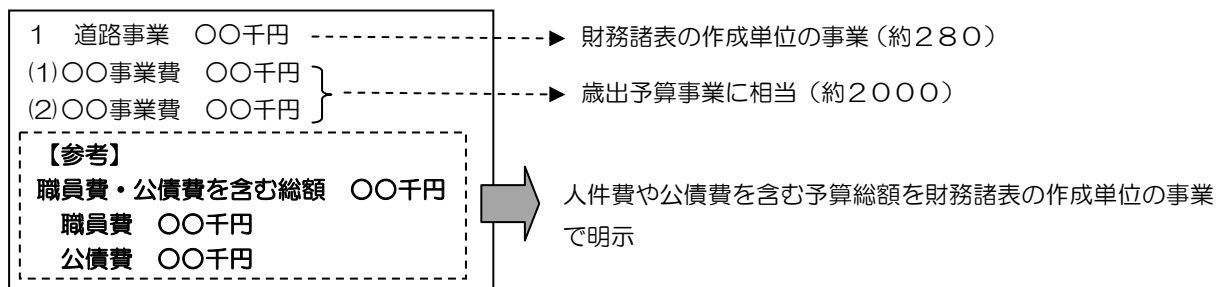 1　道路事業　〇〇千円
財務諸表の作成単位の事業（約２８０）
(1)〇〇事業費　〇〇千円
(2)〇〇事業費　〇〇千円
歳出予算事業に相当（約２０００）
【参考】
職員費・公債費を含む総額　〇〇千円
職員費　〇〇千円
公債費　〇〇千円
人件費や公債費を含む予算総額を財務諸表の作成単位の事業
で明示